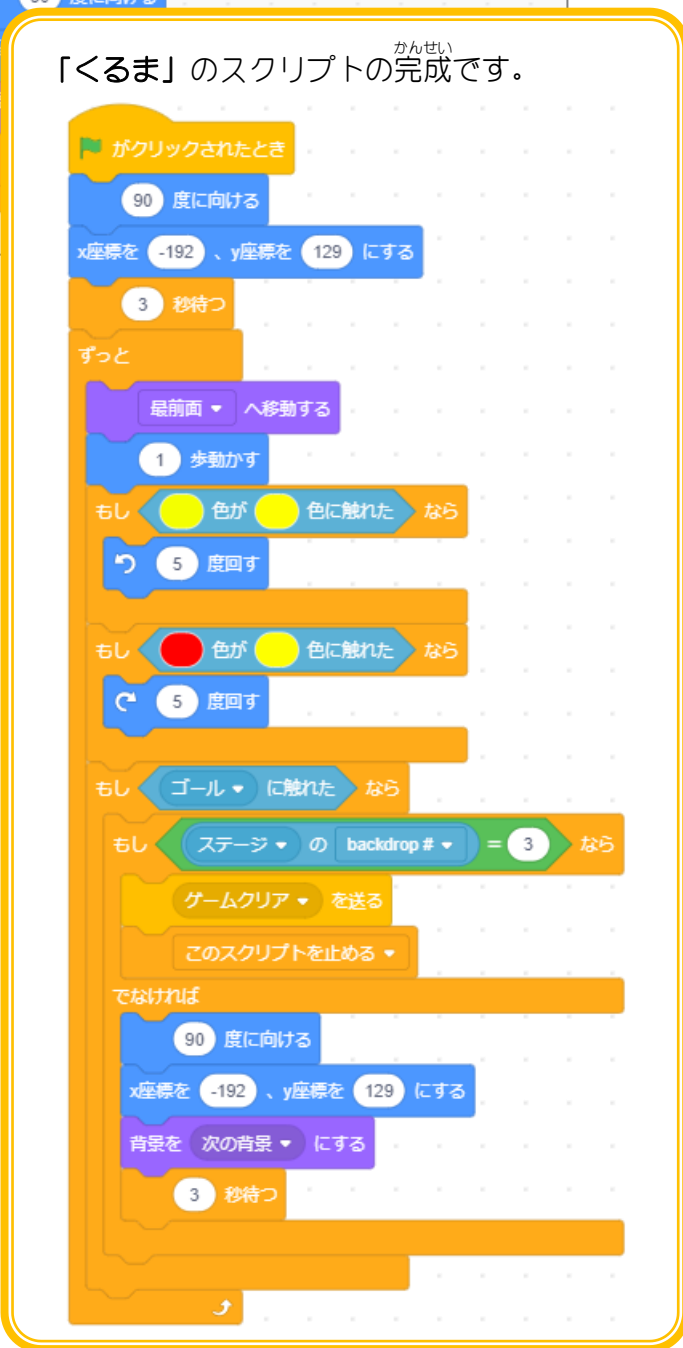 かんせい
「くるま」のスクリプトの完成です。
がクリックされたとき
90 度に向ける
x座標を -192 、y座標を 129 にする
3 秒待つ
ずっと
最前面 へ移動する
1 歩動かす
もし 色が 色に触れた なら
5 度回す
もし 色が 色に触れた なら
5 度回す
もし ゴール に触れた なら
もし ステージ の backdrop # = 3 なら
ゲームクリア を送る
このスクリプトを止める
でなければ
90 度に向ける
x座標を -192 、y座標を 129 にする
背景を 次の背景 にする
3 秒待つ